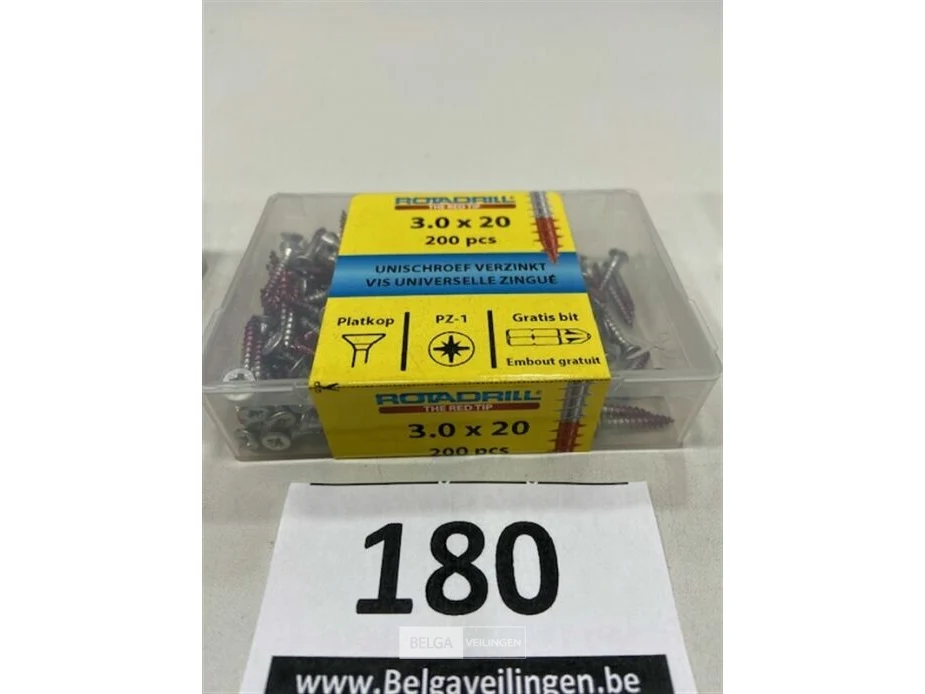 ROTADRILL
THE RED TIP
3.0 x 20
200 pcs
UNISCHROEF VERZINKT
VIS UNIVERSELLE ZINGUÉ
Platkop
PZ-1
Gratis bit
Embout gratuit
ROTADRILL
THE RED TIP
3.0 x 20
200 pcs
180
BELGA VEILINGEN
www.Belgaveilingen.be